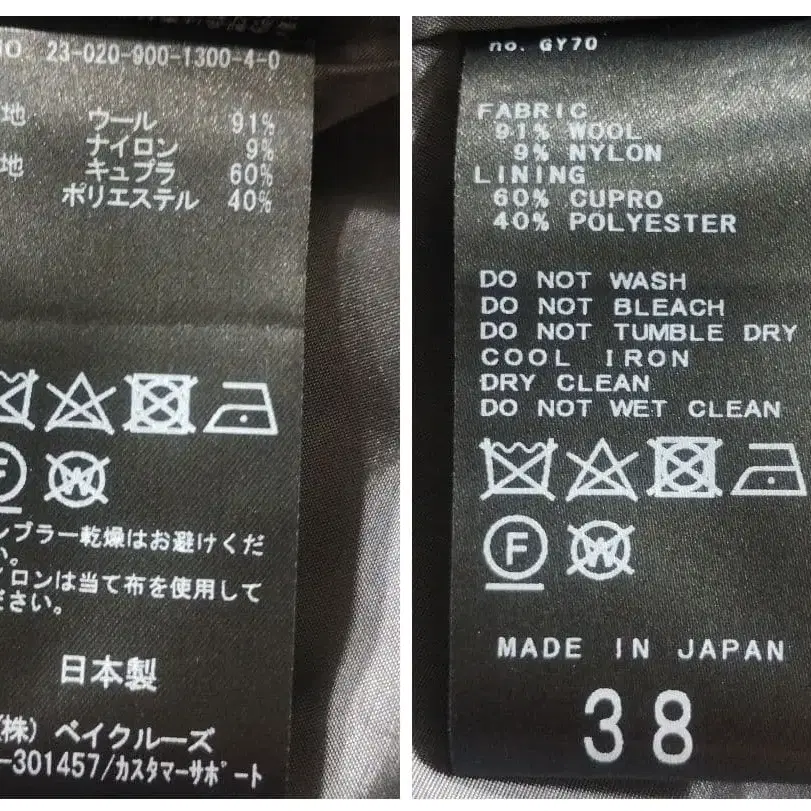 NO 23-020-900-1300-4-0
地 ウール 91%
ナイロン 9%
地 キュプラ 60%
ポリエステル 40%
F W
ンブラー乾燥はお避けくだ
い。
イロンは当て布を使用して
ださい。
日本製
(株) ベイクルーズ
-301457/カスタマーサポート
no. GY70
FABRIC
91% WOOL
9% NYLON
LINING
60% CUPRO
40% POLYESTER
DO NOT WASH
DO NOT BLEACH
DO NOT TUMBLE DRY
COOL IRON
DRY CLEAN
DO NOT WET CLEAN
F W
MADE IN JAPAN
38